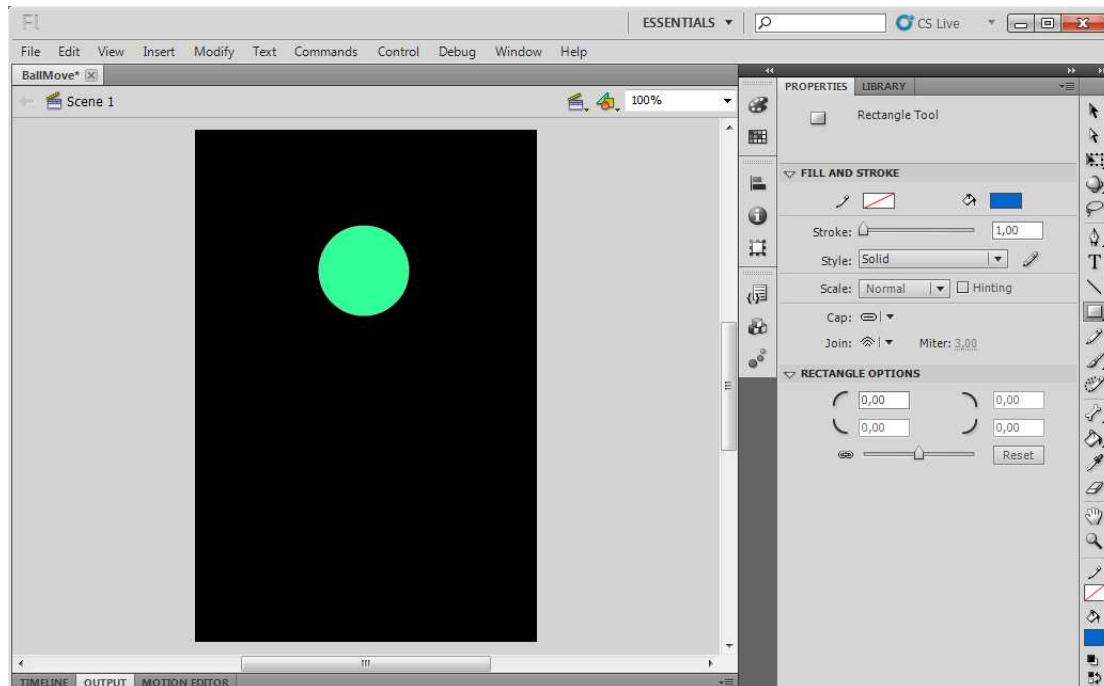 Fl ESSENTIALS CS Live
File Edit View Insert Modify Text Commands Control Debug Window Help
BallMove*
Scene 1 100%
PROPERTIES LIBRARY
Rectangle Tool
FILL AND STROKE
Stroke: 1,00
Style: Solid
Scale: Normal Hinting
Cap:
Join: Miter: 3,00
RECTANGLE OPTIONS
0,00 0,00
0,00 0,00
Reset
TIMELINE OUTPUT MOTION EDITOR